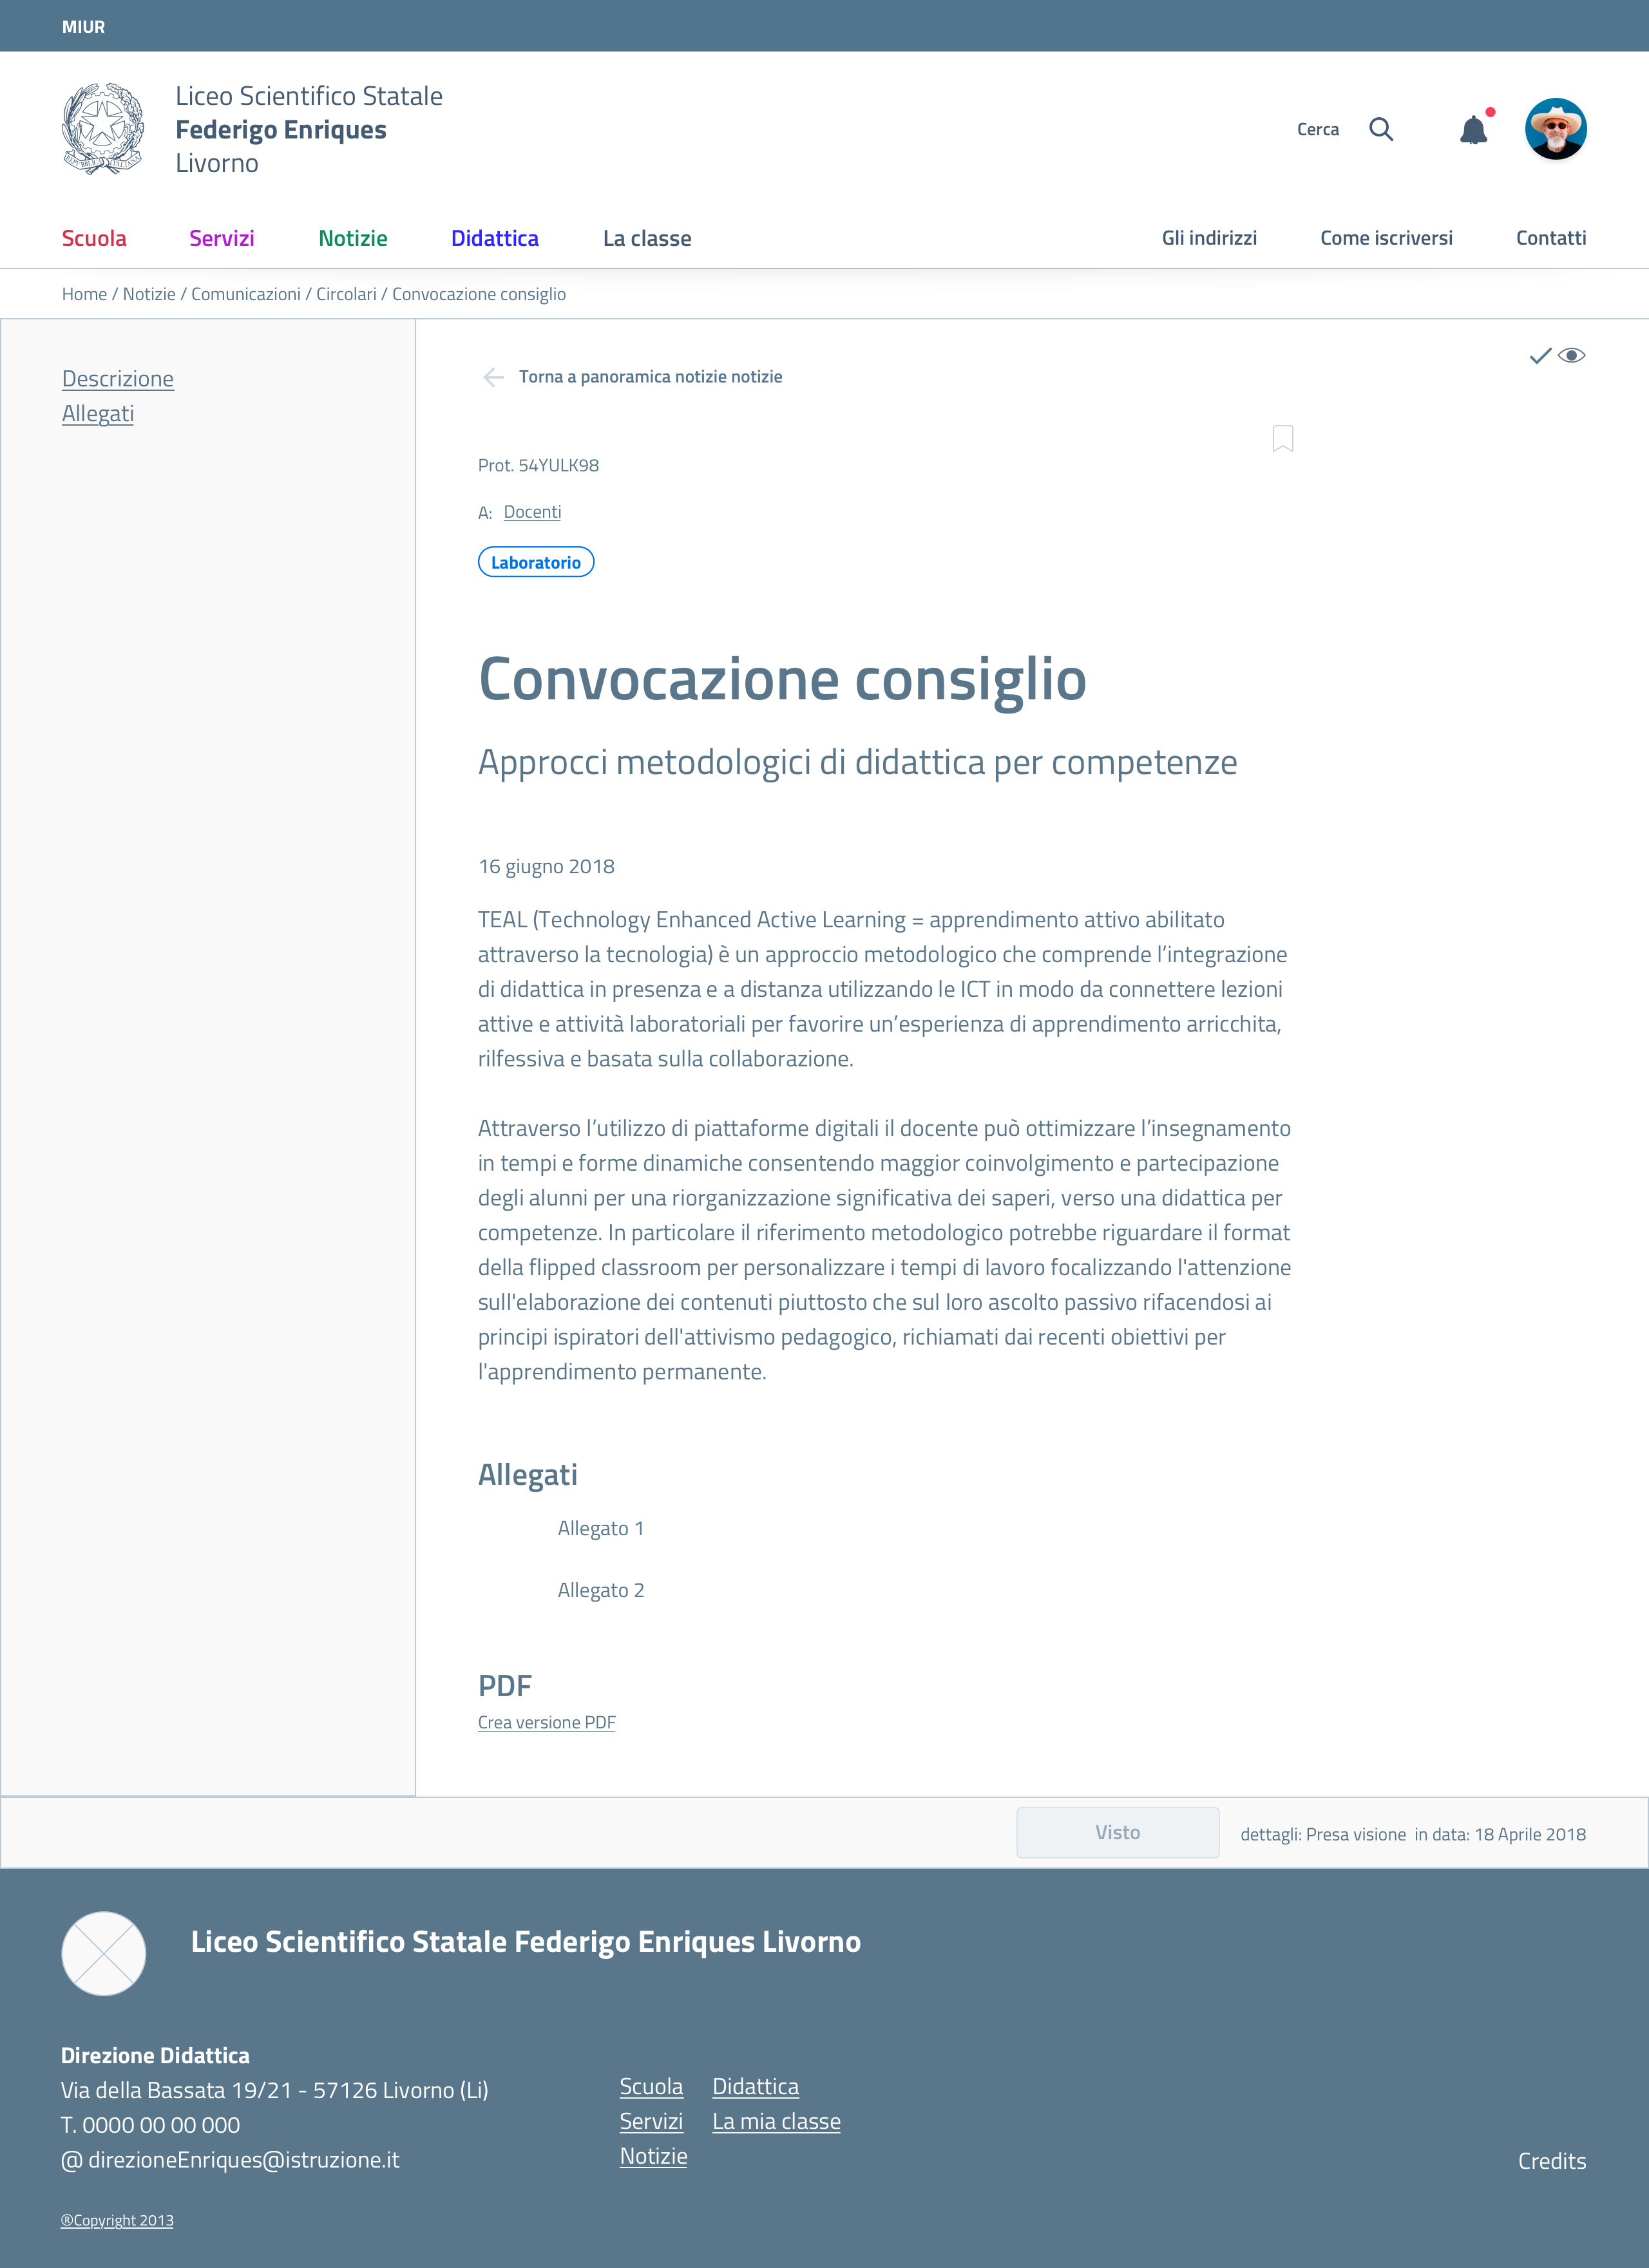 MIUR
Liceo Scientifico Statale
Federigo Enriques
Livorno
Cerca
REPVBBLICA ITALIANA
Scuola Servizi Notizie Didattica La classe Gli indirizzi Come iscriversi Contatti
Home / Notizie / Comunicazioni / Circolari / Convocazione consiglio
Descrizione
Allegati
Torna a panoramica notizie notizie
Prot. 54YULK98
A: Docenti
Laboratorio
Convocazione consiglio
Approcci metodologici di didattica per competenze
16 giugno 2018
TEAL (Technology Enhanced Active Learning = apprendimento attivo abilitato
attraverso la tecnologia) è un approccio metodologico che comprende l’integrazione
di didattica in presenza e a distanza utilizzando le ICT in modo da connettere lezioni
attive e attività laboratoriali per favorire un’esperienza di apprendimento arricchita,
rilfessiva e basata sulla collaborazione.
Attraverso l’utilizzo di piattaforme digitali il docente può ottimizzare l’insegnamento
in tempi e forme dinamiche consentendo maggior coinvolgimento e partecipazione
degli alunni per una riorganizzazione significativa dei saperi, verso una didattica per
competenze. In particolare il riferimento metodologico potrebbe riguardare il format
della flipped classroom per personalizzare i tempi di lavoro focalizzando l'attenzione
sull'elaborazione dei contenuti piuttosto che sul loro ascolto passivo rifacendosi ai
principi ispiratori dell'attivismo pedagogico, richiamati dai recenti obiettivi per
l'apprendimento permanente.
Allegati
Allegato 1
Allegato 2
PDF
Crea versione PDF
Visto
dettagli: Presa visione in data: 18 Aprile 2018
Liceo Scientifico Statale Federigo Enriques Livorno
Direzione Didattica
Via della Bassata 19/21 - 57126 Livorno (Li)
T. 0000 00 00 000
@ direzioneEnriques@istruzione.it
Scuola Didattica
Servizi La mia classe
Notizie
Credits
®Copyright 2013